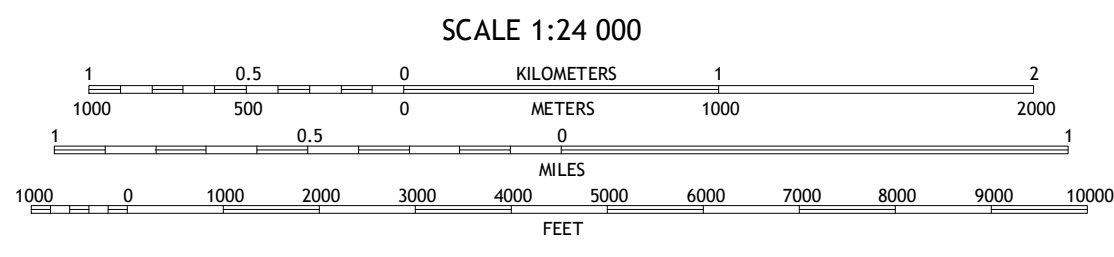 SCALE 1:24 000
1 0.5 0 KILOMETERS 1 2
1000 500 0 METERS 1000 2000
1 0.5 0 1
MILES
1000 0 1000 2000 3000 4000 5000 6000 7000 8000 9000 10000
FEET